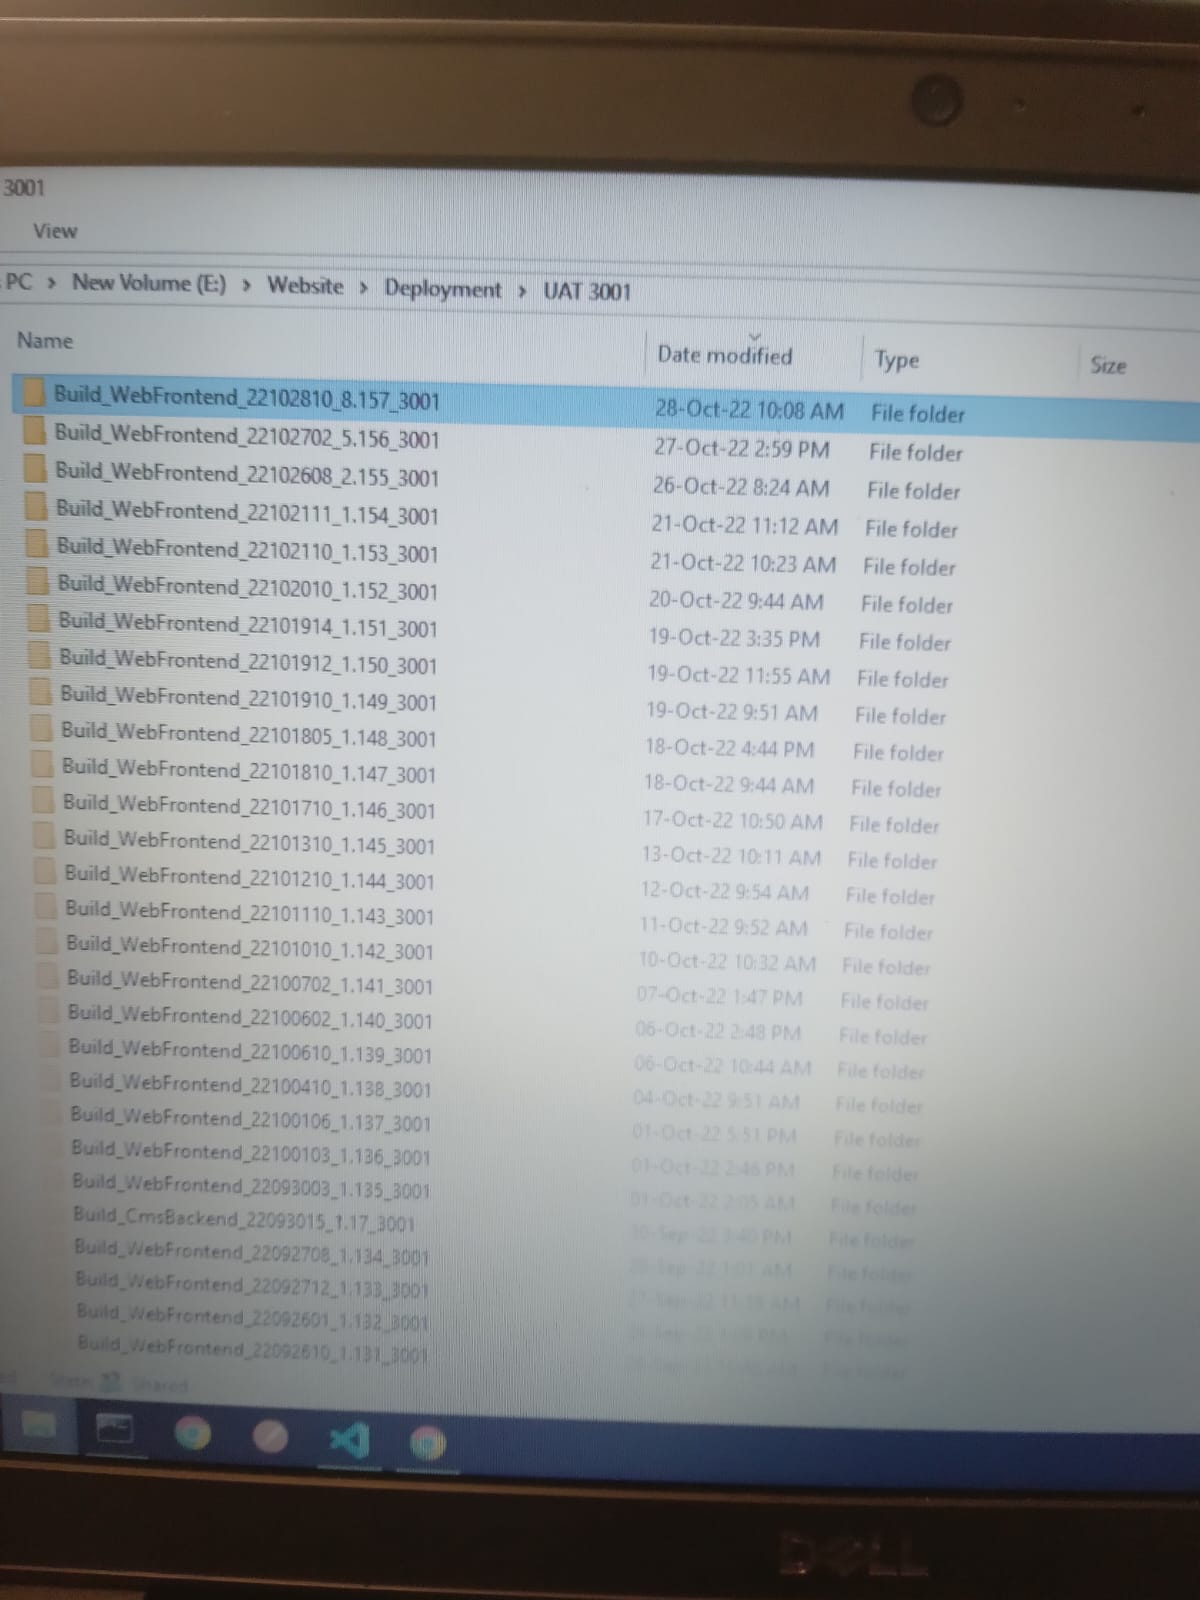 3001
View
PC > New Volume (E:) > Website > Deployment > UAT 3001
Name Date modified Type Size
Build_WebFrontend_22102810_8.157_3001 28-Oct-22 10:08 AM File folder
Build_WebFrontend_22102702_5.156_3001 27-Oct-22 2:59 PM File folder
Build_WebFrontend_22102608_2.155_3001 26-Oct-22 8:24 AM File folder
Build_WebFrontend_22102111_1.154_3001 21-Oct-22 11:12 AM File folder
Build_WebFrontend_22102110_1.153_3001 21-Oct-22 10:23 AM File folder
Build_WebFrontend_22102010_1.152_3001 20-Oct-22 9:44 AM File folder
Build_WebFrontend_22101914_1.151_3001 19-Oct-22 3:35 PM File folder
Build_WebFrontend_22101912_1.150_3001 19-Oct-22 11:55 AM File folder
Build_WebFrontend_22101910_1.149_3001 19-Oct-22 9:51 AM File folder
Build_WebFrontend_22101805_1.148_3001 18-Oct-22 4:44 PM File folder
Build_WebFrontend_22101810_1.147_3001 18-Oct-22 9:44 AM File folder
Build_WebFrontend_22101710_1.146_3001 17-Oct-22 10:50 AM File folder
Build_WebFrontend_22101310_1.145_3001 13-Oct-22 10:11 AM File folder
Build_WebFrontend_22101210_1.144_3001 12-Oct-22 9:54 AM File folder
Build_WebFrontend_22101110_1.143_3001 11-Oct-22 9:52 AM File folder
Build_WebFrontend_22101010_1.142_3001 10-Oct-22 10:32 AM File folder
Build_WebFrontend_22100702_1.141_3001 07-Oct-22 1:47 PM File folder
Build_WebFrontend_22100602_1.140_3001 06-Oct-22 2:48 PM File folder
Build_WebFrontend_22100610_1.139_3001 06-Oct-22 10:44 AM File folder
Build_WebFrontend_22100410_1.138_3001 04-Oct-22 9:51 AM File folder
Build_WebFrontend_22100106_1.137_3001 01-Oct-22 5:51 PM File folder
Build_WebFrontend_22100103_1.136_3001 01-Oct-22 2:46 PM File folder
Build_WebFrontend_22093003_1.135_3001 01-Oct-22 2:05 AM File folder
Build_CmsBackend_22093015_1.17_3001 File folder
Build_WebFrontend_22092708_1.134_3001 File folder
Build_WebFrontend_22092712_1.133_3001 File folder
Build_WebFrontend_22092601_1.132_3001
Build_WebFrontend_22092610_1.131_3001
State: Shared
DELL